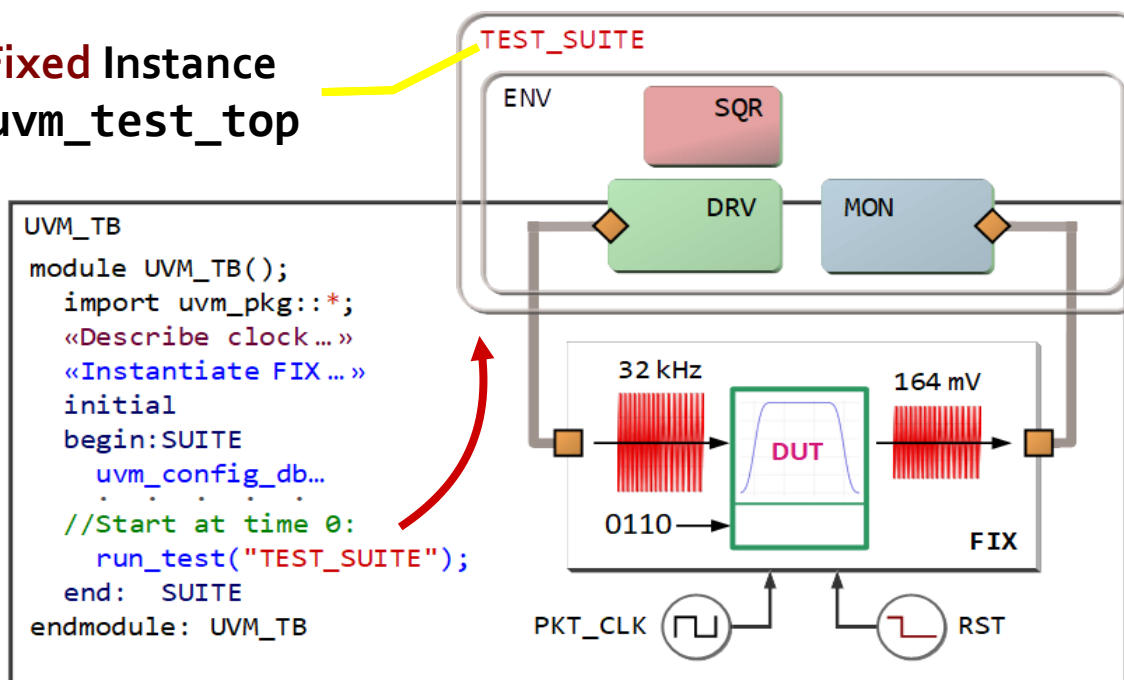 Fixed Instance
uvm_test_top
TEST_SUITE
ENV
SQR
DRV
MON
UVM_TB
module UVM_TB();
import uvm_pkg::*;
«Describe clock…»
«Instantiate FIX…»
initial
begin:SUITE
uvm_config_db…
. . . . .
//Start at time 0:
run_test("TEST_SUITE");
end: SUITE
endmodule: UVM_TB
32 kHz
164 mV
DUT
0110
FIX
PKT_CLK
RST